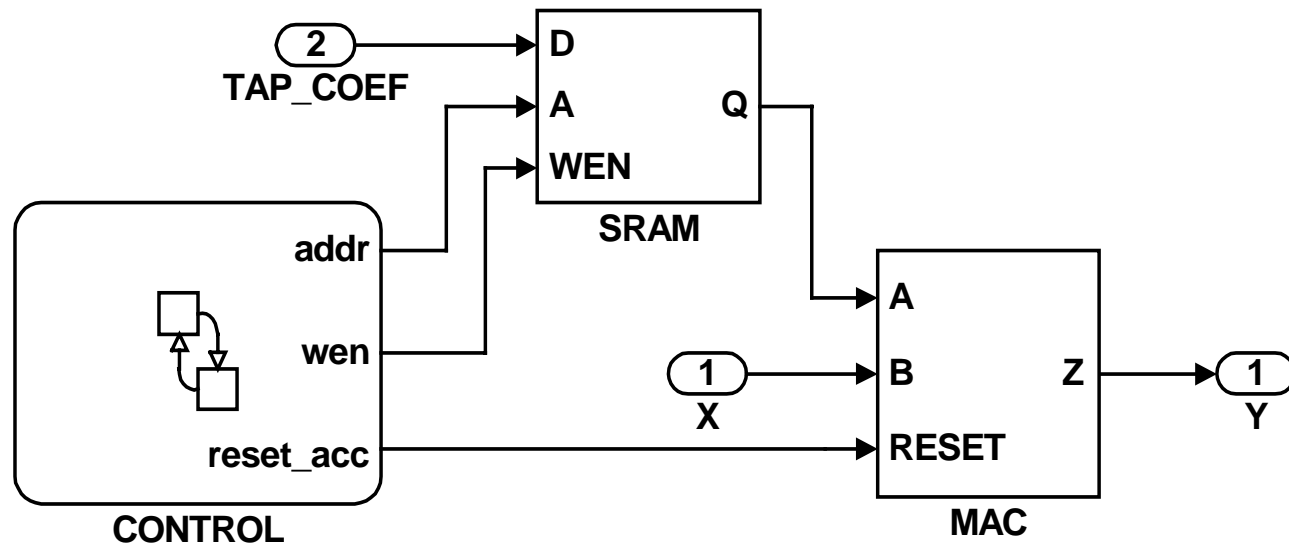 2
TAP_COEF
D
A
WEN
Q
SRAM
addr
wen
reset_acc
CONTROL
1
X
A
B
RESET
Z
MAC
1
Y